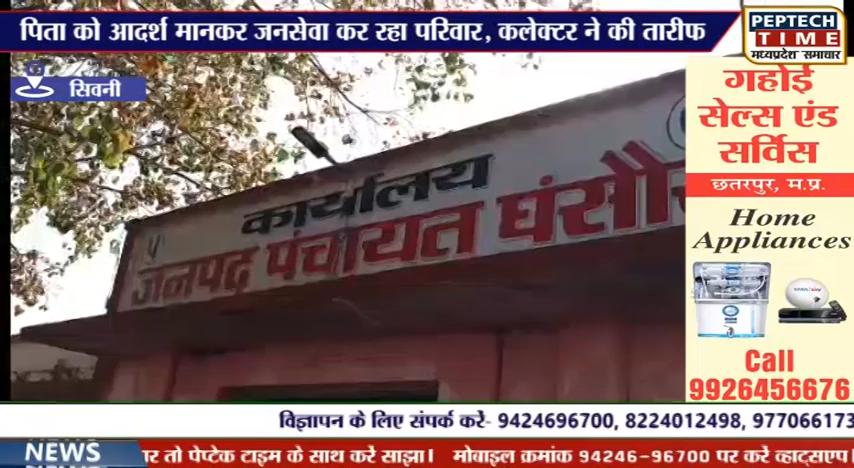 पिता को आदर्श मानकर जनसेवा कर रहा परिवार, कलेक्टर ने की तारीफ
PEPTECH
TIME
मध्यप्रदेश समाचार
सिवनी
कार्यालय
जनपद पंचायत घंसौर
गहोई
सेल्स एंड
सर्विस
छतरपुर, म.प्र.
Home
Appliances
Call
9926456676
विज्ञापन के लिए संपर्क करें- 9424696700, 8224012498, 977066173
NEWS
र तो पेप्टेक टाइम के साथ करें साझा। मोबाइल क्रमांक 94246-96700 पर करें व्हाट्सएप।